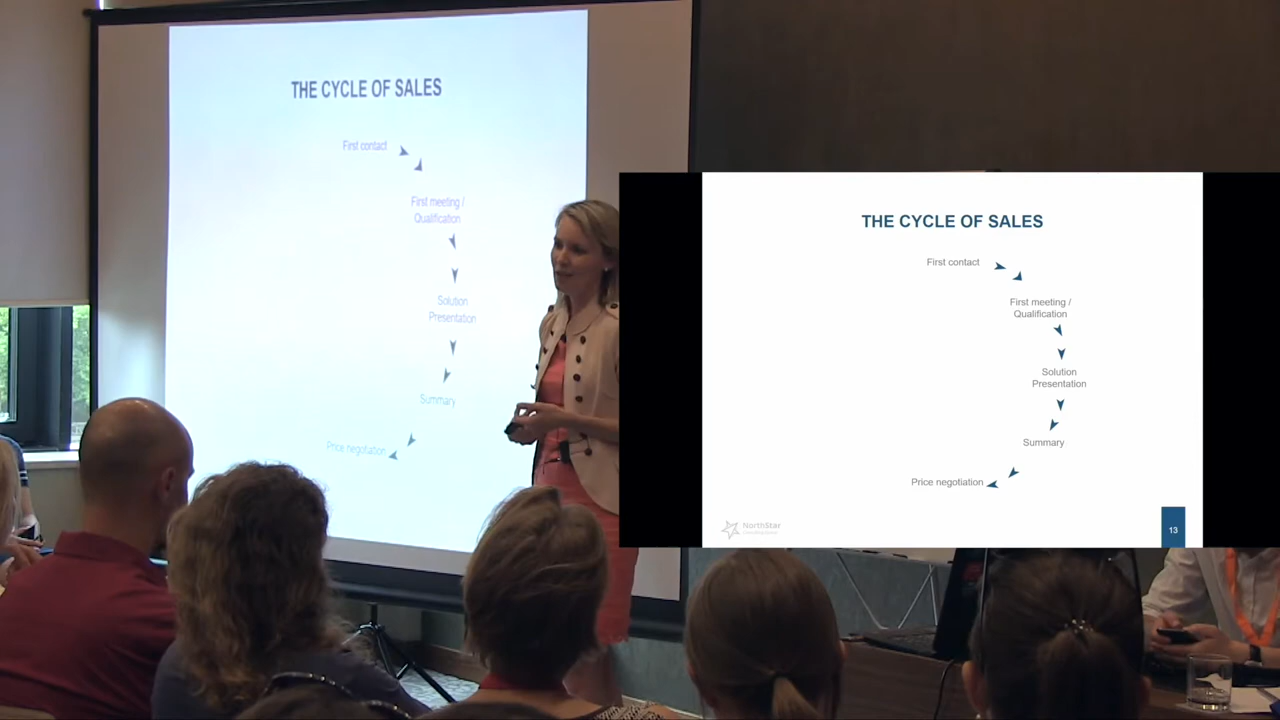 THE CYCLE OF SALES
First contact
First meeting /
Qualification
Solution
Presentation
Summary
Price negotiation
THE CYCLE OF SALES
First contact
First meeting /
Qualification
Solution
Presentation
Summary
Price negotiation
NorthStar
13